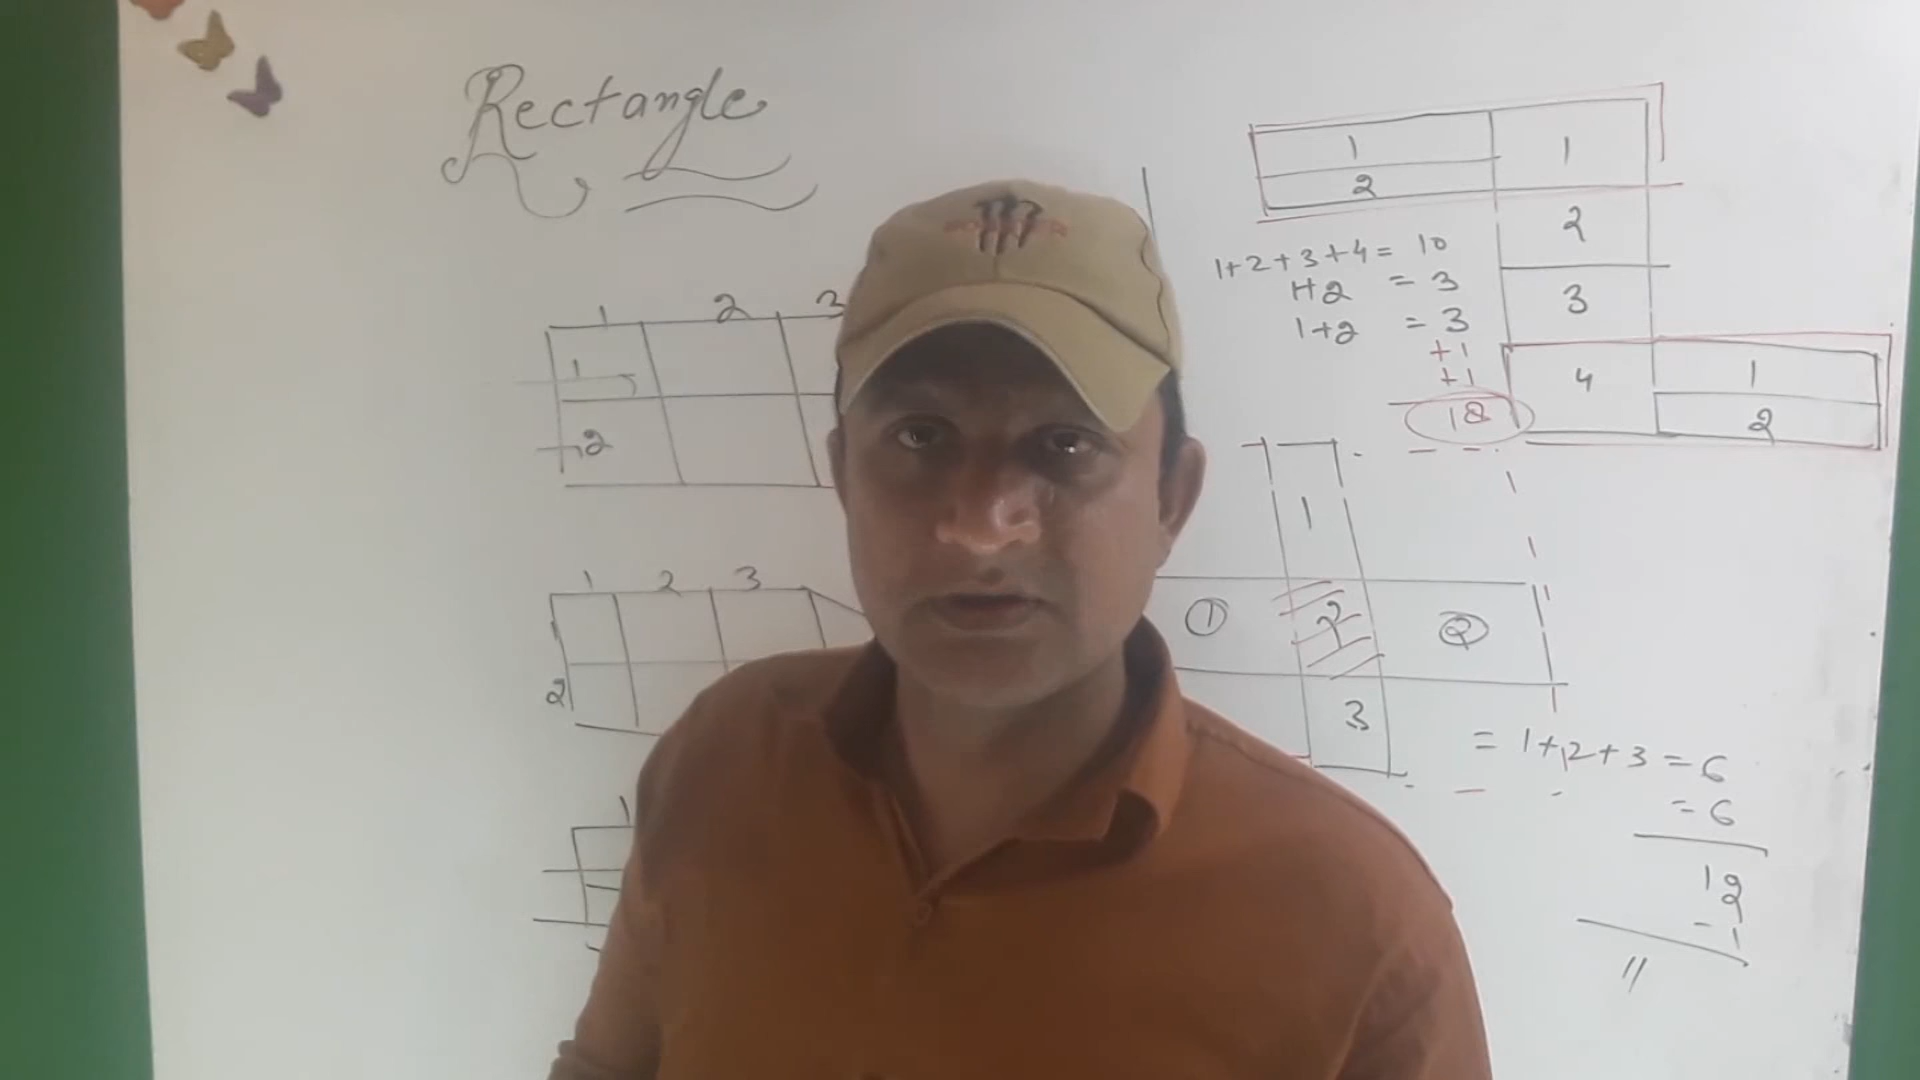 Rectangle
1 2 3
1
2
1 2 3
2
1
1 1
2
2
3
4 1
2
1+2+3+4= 10
1+2 = 3
1+2 = 3
+1
+1
18
1
① 2 ②
3
= 1+2+3 = 6
= 6
12
-1
11